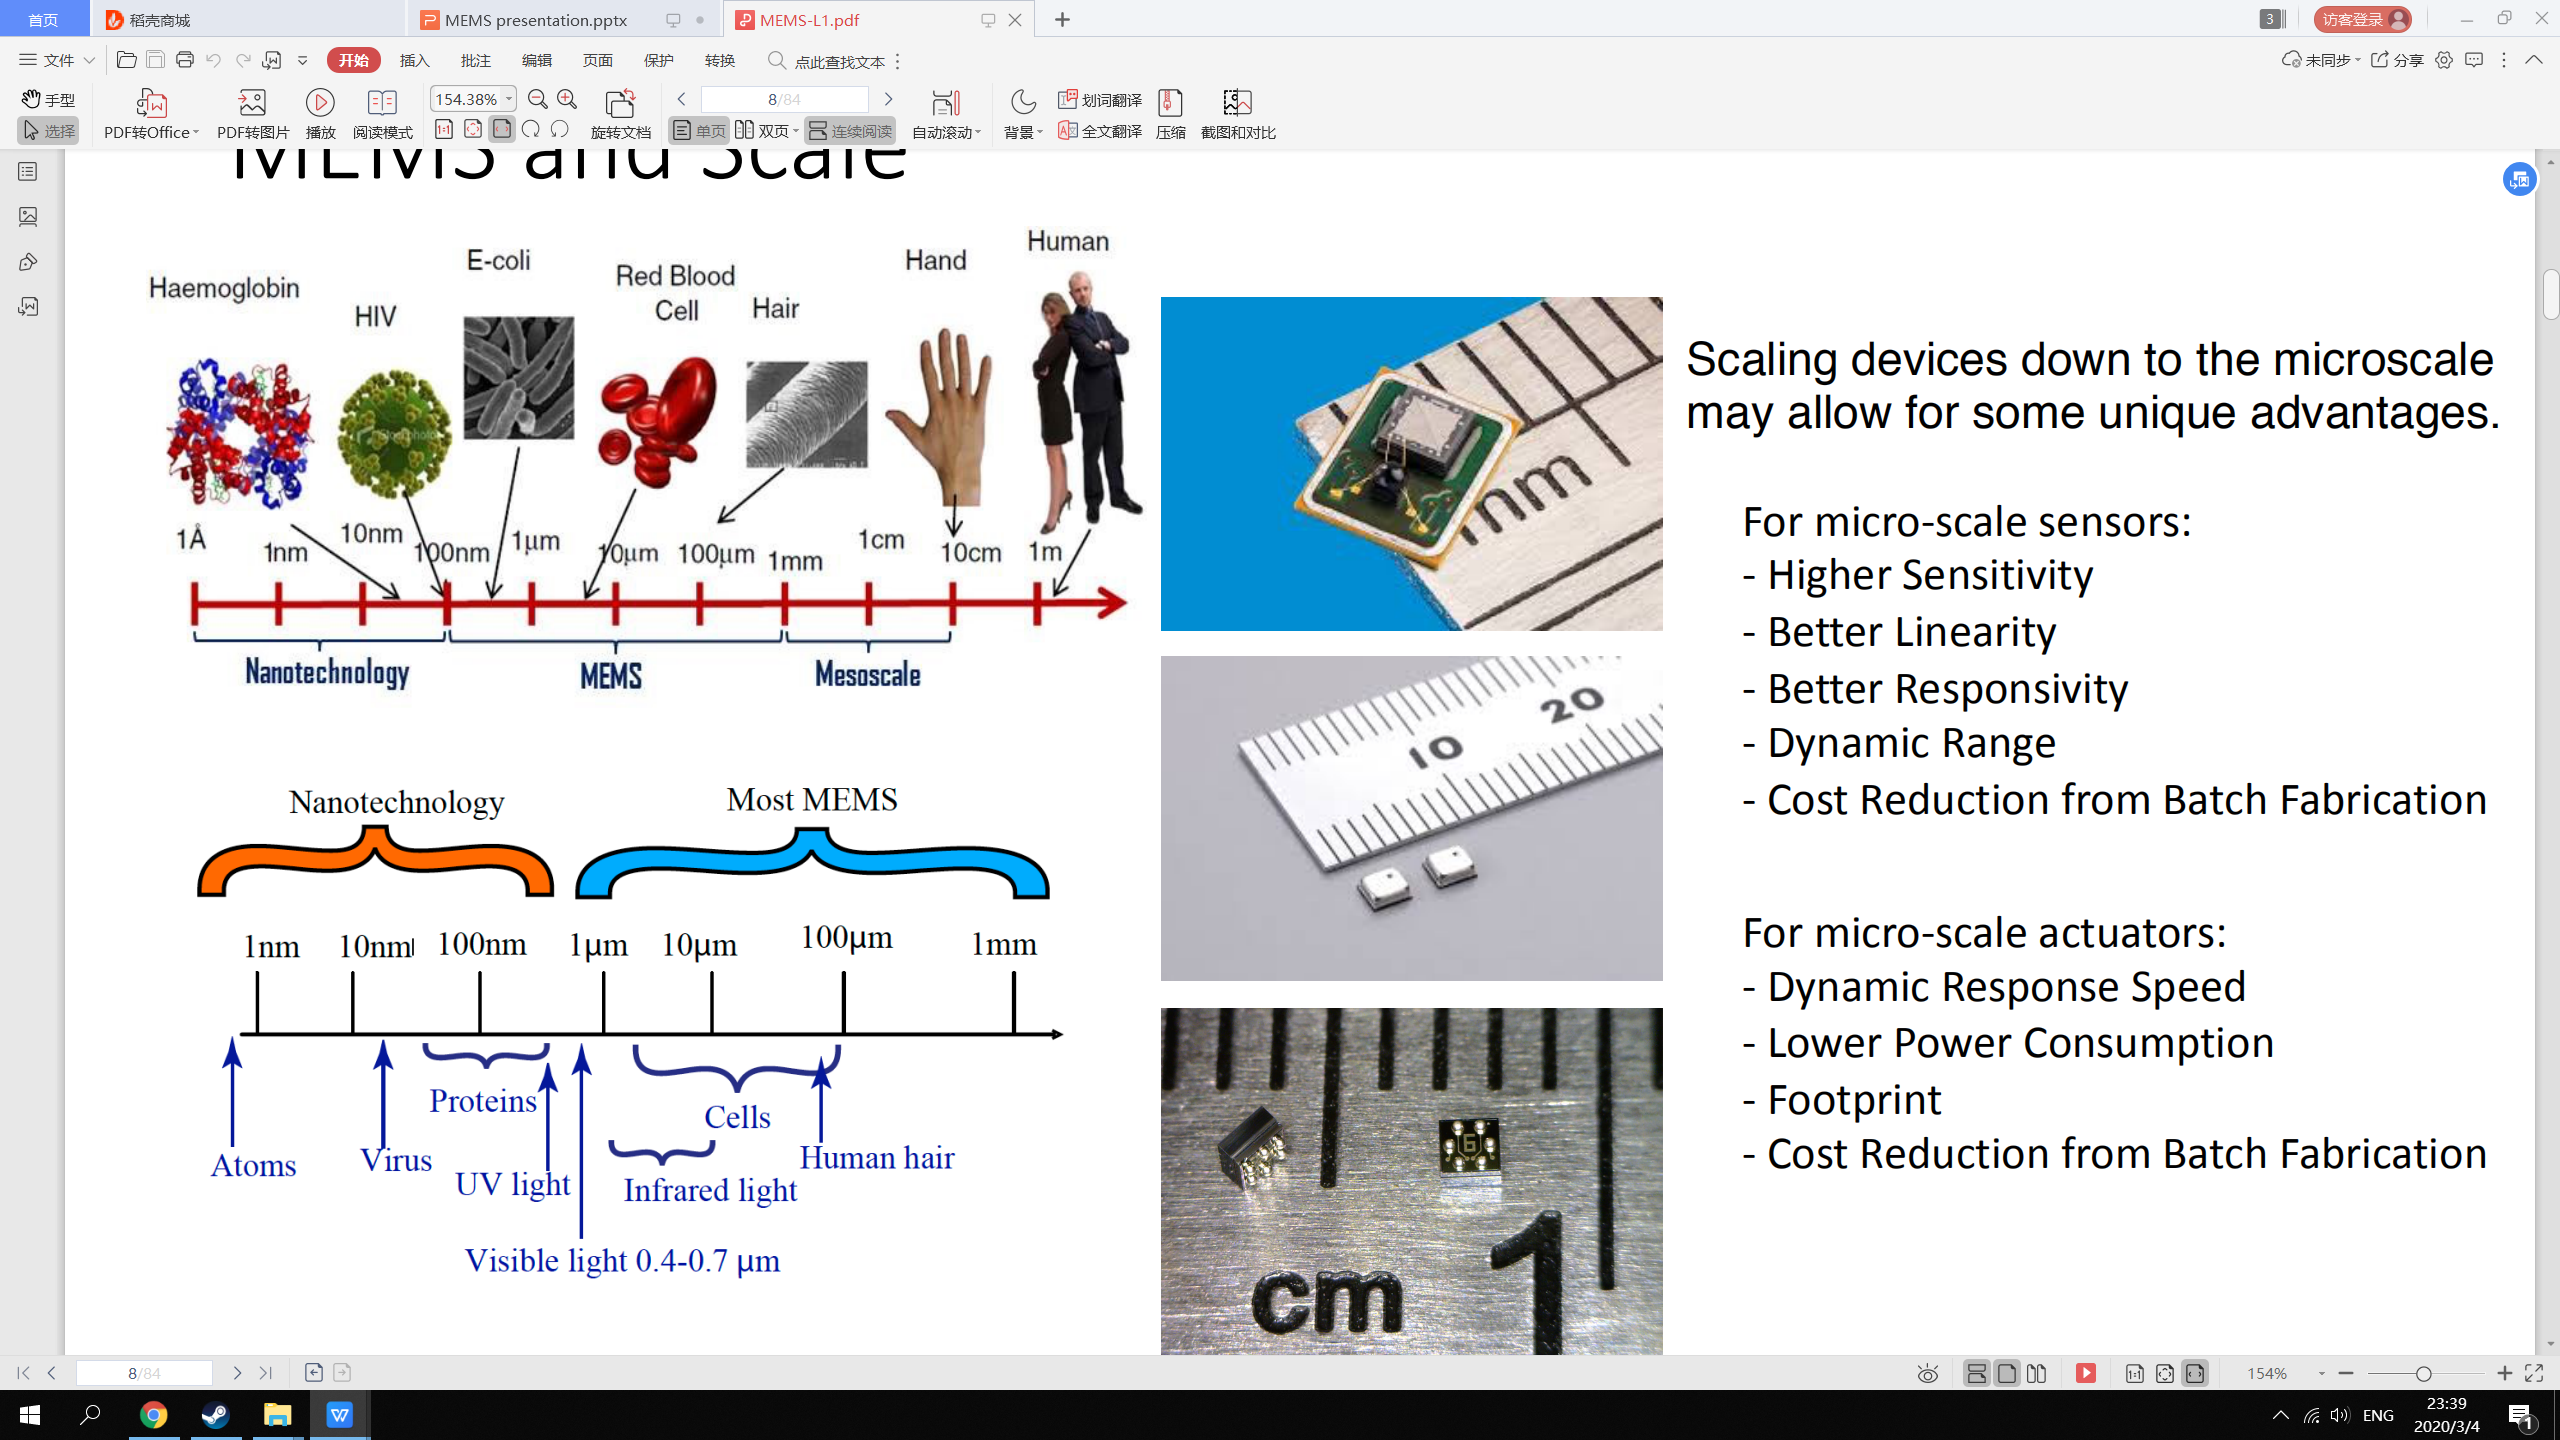 首页
稻壳商城
MEMS presentation.pptx
MEMS-L1.pdf
3
访客登录
文件
开始
插入
批注
编辑
页面
保护
转换
点此查找文本
未同步
分享
手型
选择
PDF转Office
PDF转图片
播放
阅读模式
154.38%
旋转文档
8/84
单页
双页
连续阅读
自动滚动
背景
划词翻译
全文翻译
压缩
截图和对比
MEMS and Scale
Haemoglobin
HIV
E-coli
Red Blood
Cell
Hair
Hand
Human
1Å
1nm
10nm
100nm
1μm
10μm
100μm
1mm
1cm
10cm
1m
Nanotechnology
MEMS
Mesoscale
Nanotechnology
Most MEMS
1nm
10nm
100nm
1μm
10μm
100μm
1mm
Atoms
Virus
Proteins
UV light
Visible light 0.4-0.7 μm
Infrared light
Cells
Human hair
mm
10
20
6
cm
1
Scaling devices down to the microscale
may allow for some unique advantages.
For micro-scale sensors:
- Higher Sensitivity
- Better Linearity
- Better Responsivity
- Dynamic Range
- Cost Reduction from Batch Fabrication
For micro-scale actuators:
- Dynamic Response Speed
- Lower Power Consumption
- Footprint
- Cost Reduction from Batch Fabrication
8/84
154%
ENG
23:39
2020/3/4
1